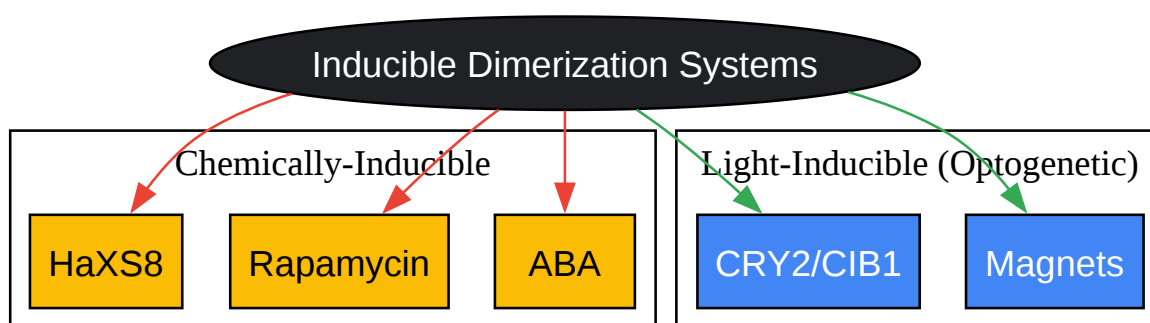 Inducible Dimerization Systems
Chemically-Inducible
Light-Inducible (Optogenetic)
HaXS8
Rapamycin
ABA
CRY2/CIB1
Magnets